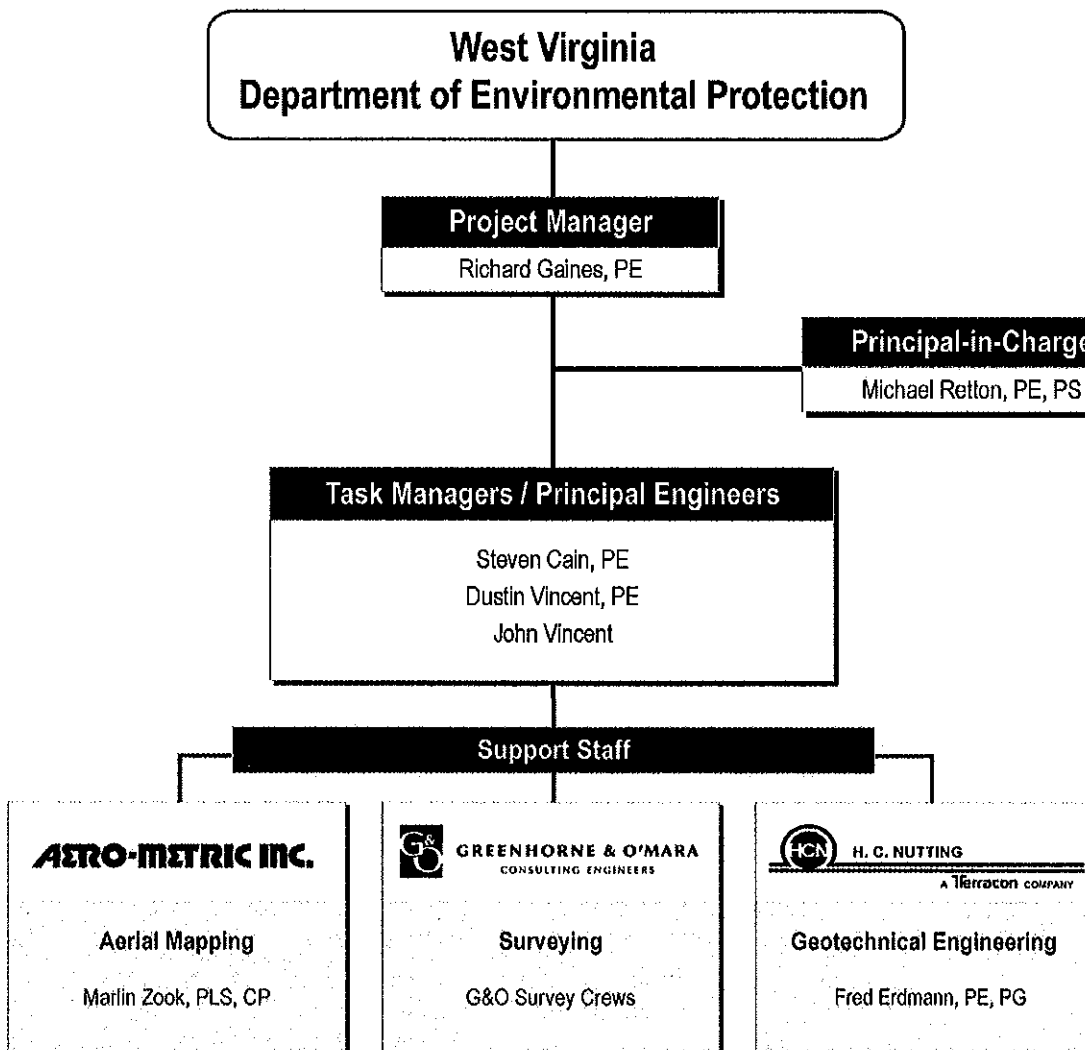 West Virginia
Department of Environmental Protection
Project Manager
Richard Gaines, PE
Principal-in-Charge
Michael Retton, PE, PS
Task Managers / Principal Engineers
Steven Cain, PE
Dustin Vincent, PE
John Vincent
Support Staff
AERO-METRIC INC.
Aerial Mapping
Marlin Zook, PLS, CP
G&O
GREENHORNE & O'MARA
CONSULTING ENGINEERS
Surveying
G&O Survey Crews
HCN
H. C. NUTTING
A Terracon COMPANY
Geotechnical Engineering
Fred Erdmann, PE, PG